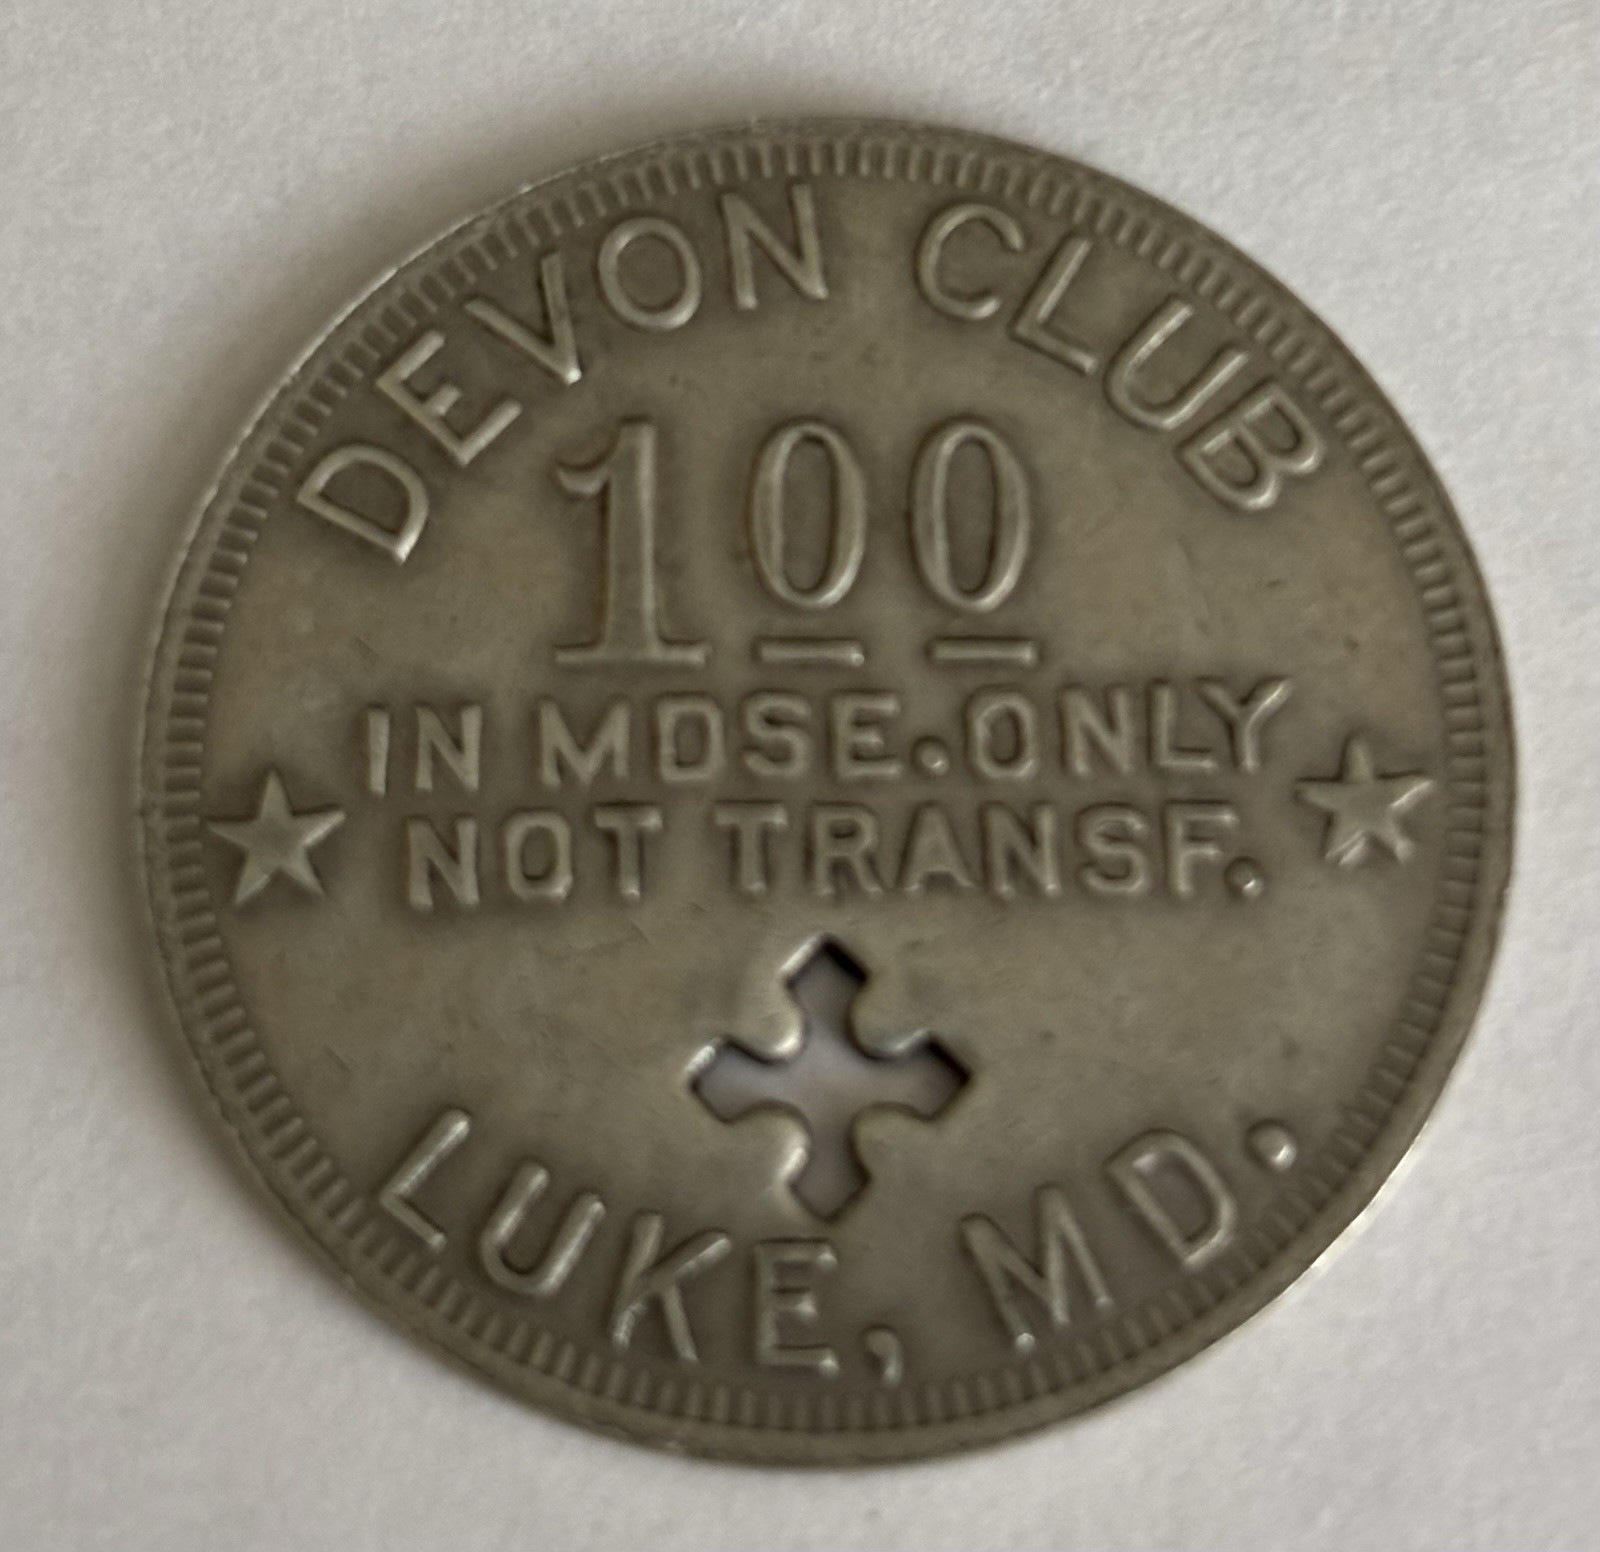 DEVON CLUB
100
IN MDSE. ONLY
NOT TRANSF.
LUKE, MD.